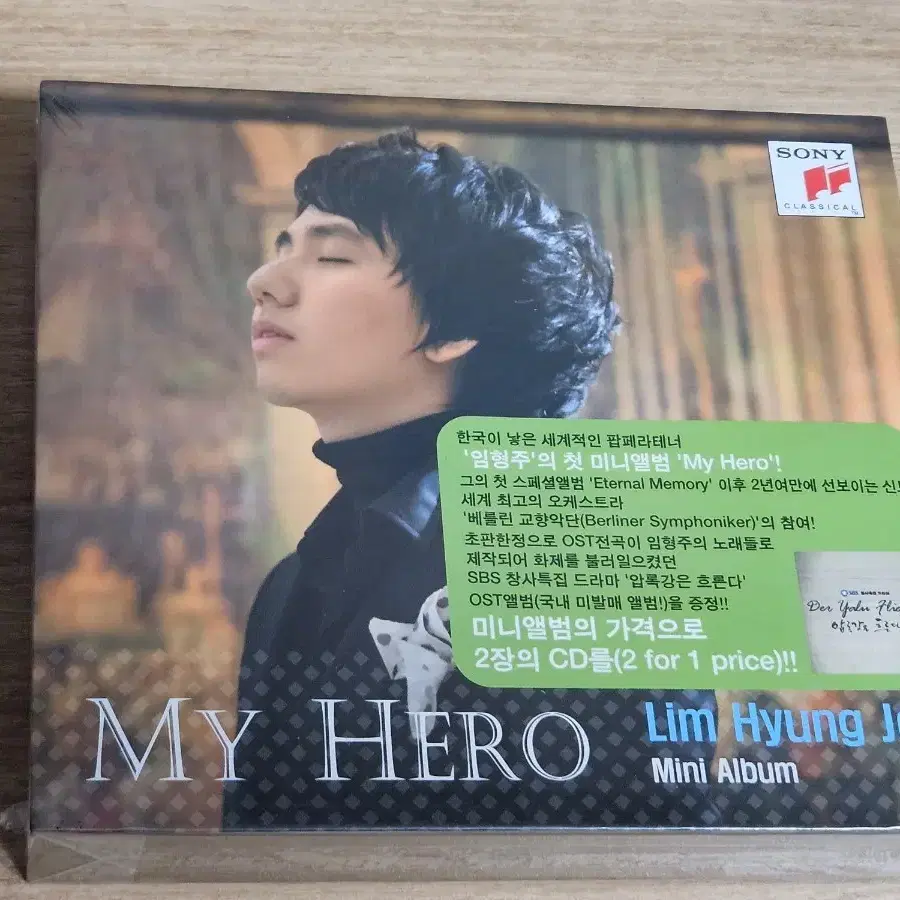 SONY
CLASSICAL
한국이 낳은 세계적인 팝페라테너
'임형주'의 첫 미니앨범 'My Hero'!
그의 첫 스페셜앨범 'Eternal Memory' 이후 2년여만에 선보이는 신보
세계 최고의 오케스트라
'베를린 교향악단(Berliner Symphoniker)'의 참여!
초판한정으로 OST전곡이 임형주의 노래들로
제작되어 화제를 불러일으켰던
SBS 창사특집 드라마 '압록강은 흐른다'
OST앨범(국내 미발매 앨범!)을 증정!!
미니앨범의 가격으로
2장의 CD를(2 for 1 price)!!
SBS
Der Yalu
MY HERO
Lim Hyung
Mini Album